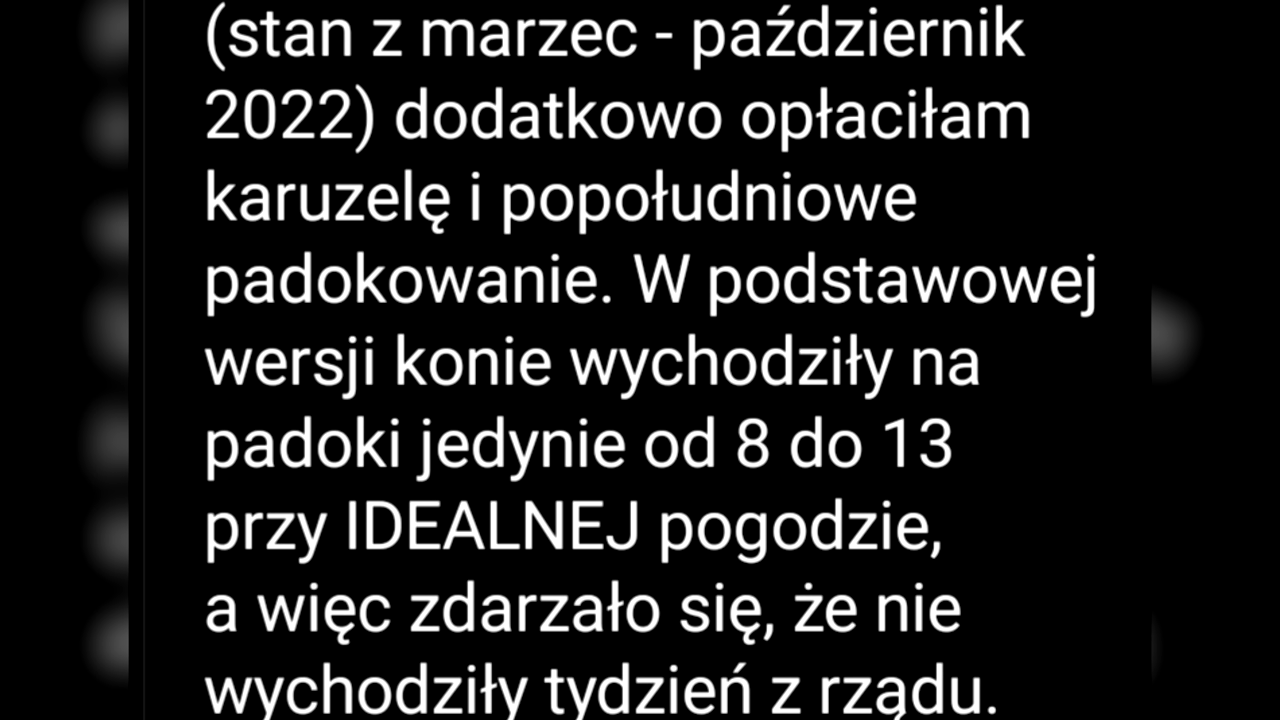 (stan z marzec - październik
2022) dodatkowo opłaciłam
karuzelę i popołudniowe
padokowanie. W podstawowej
wersji konie wychodziły na
padoki jedynie od 8 do 13
przy IDEALNEJ pogodzie,
a więc zdarzało się, że nie
wychodziły tydzień z rządu.